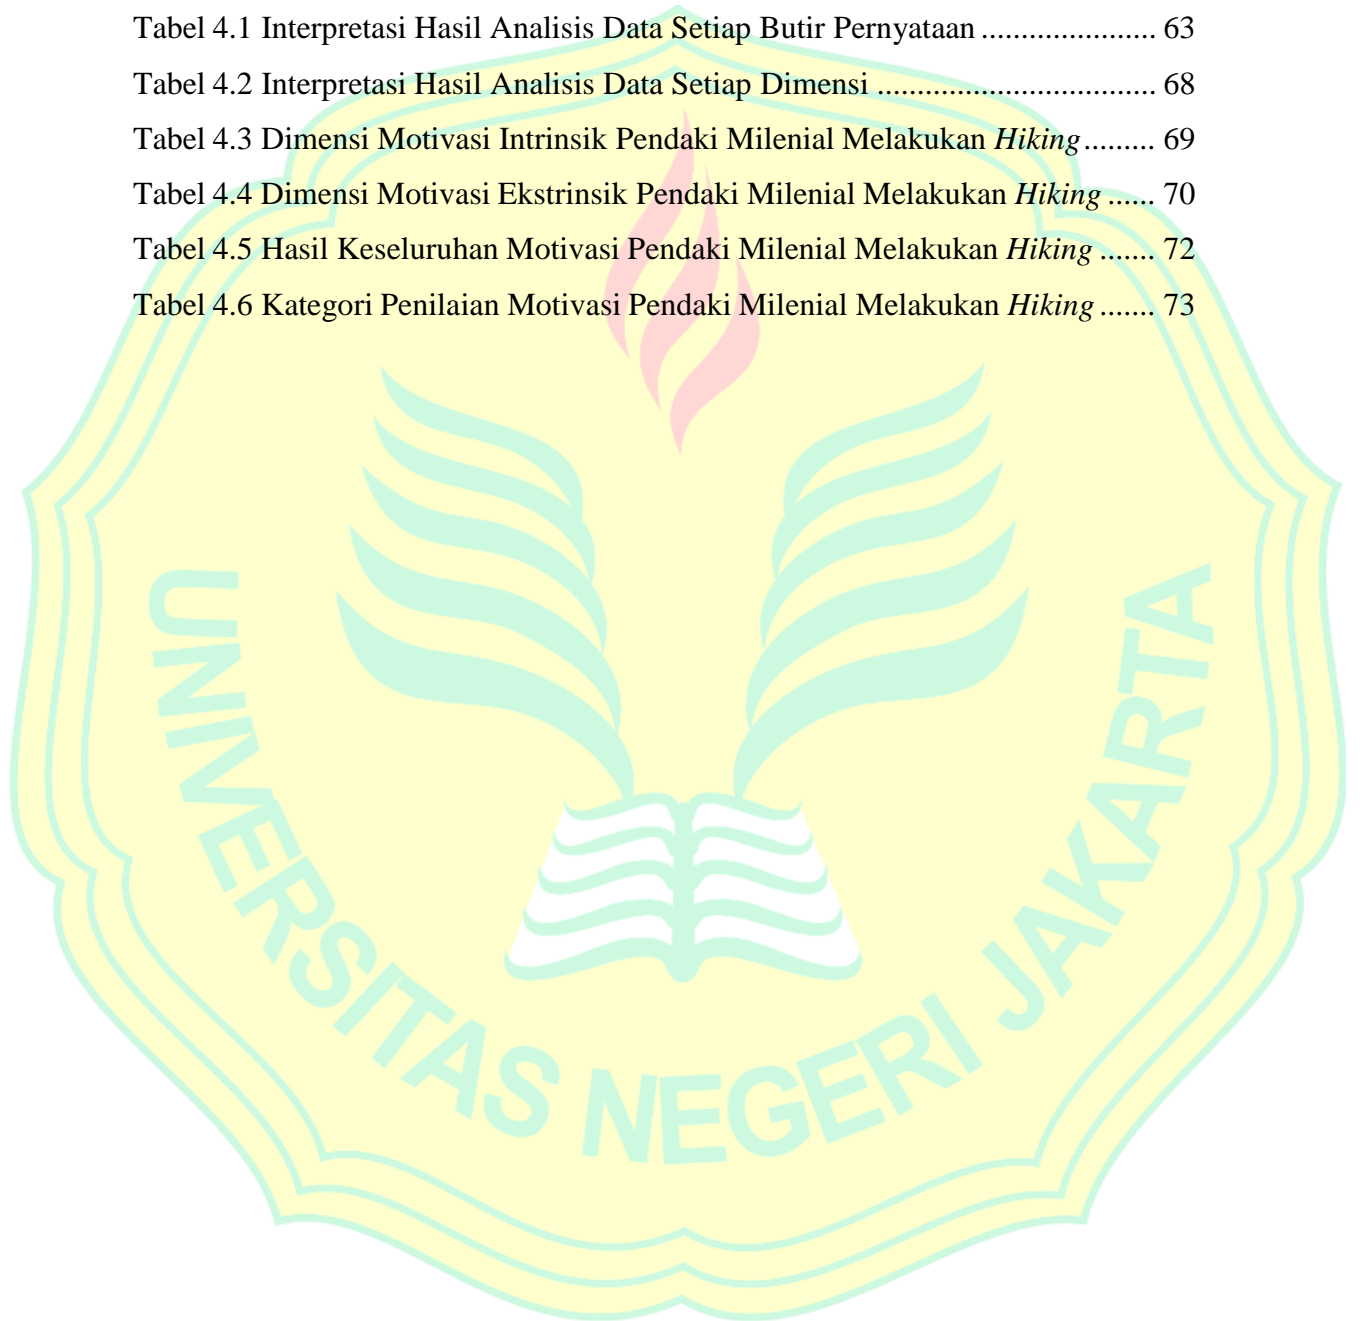 Tabel 4.1 Interpretasi Hasil Analisis Data Setiap Butir Pernyataan ..................... 63
Tabel 4.2 Interpretasi Hasil Analisis Data Setiap Dimensi .................................. 68
Tabel 4.3 Dimensi Motivasi Intrinsik Pendaki Milenial Melakukan Hiking......... 69
Tabel 4.4 Dimensi Motivasi Ekstrinsik Pendaki Milenial Melakukan Hiking ...... 70
Tabel 4.5 Hasil Keseluruhan Motivasi Pendaki Milenial Melakukan Hiking ....... 72
Tabel 4.6 Kategori Penilaian Motivasi Pendaki Milenial Melakukan Hiking ....... 73
UNIVERSITAS NEGERI JAKARTA